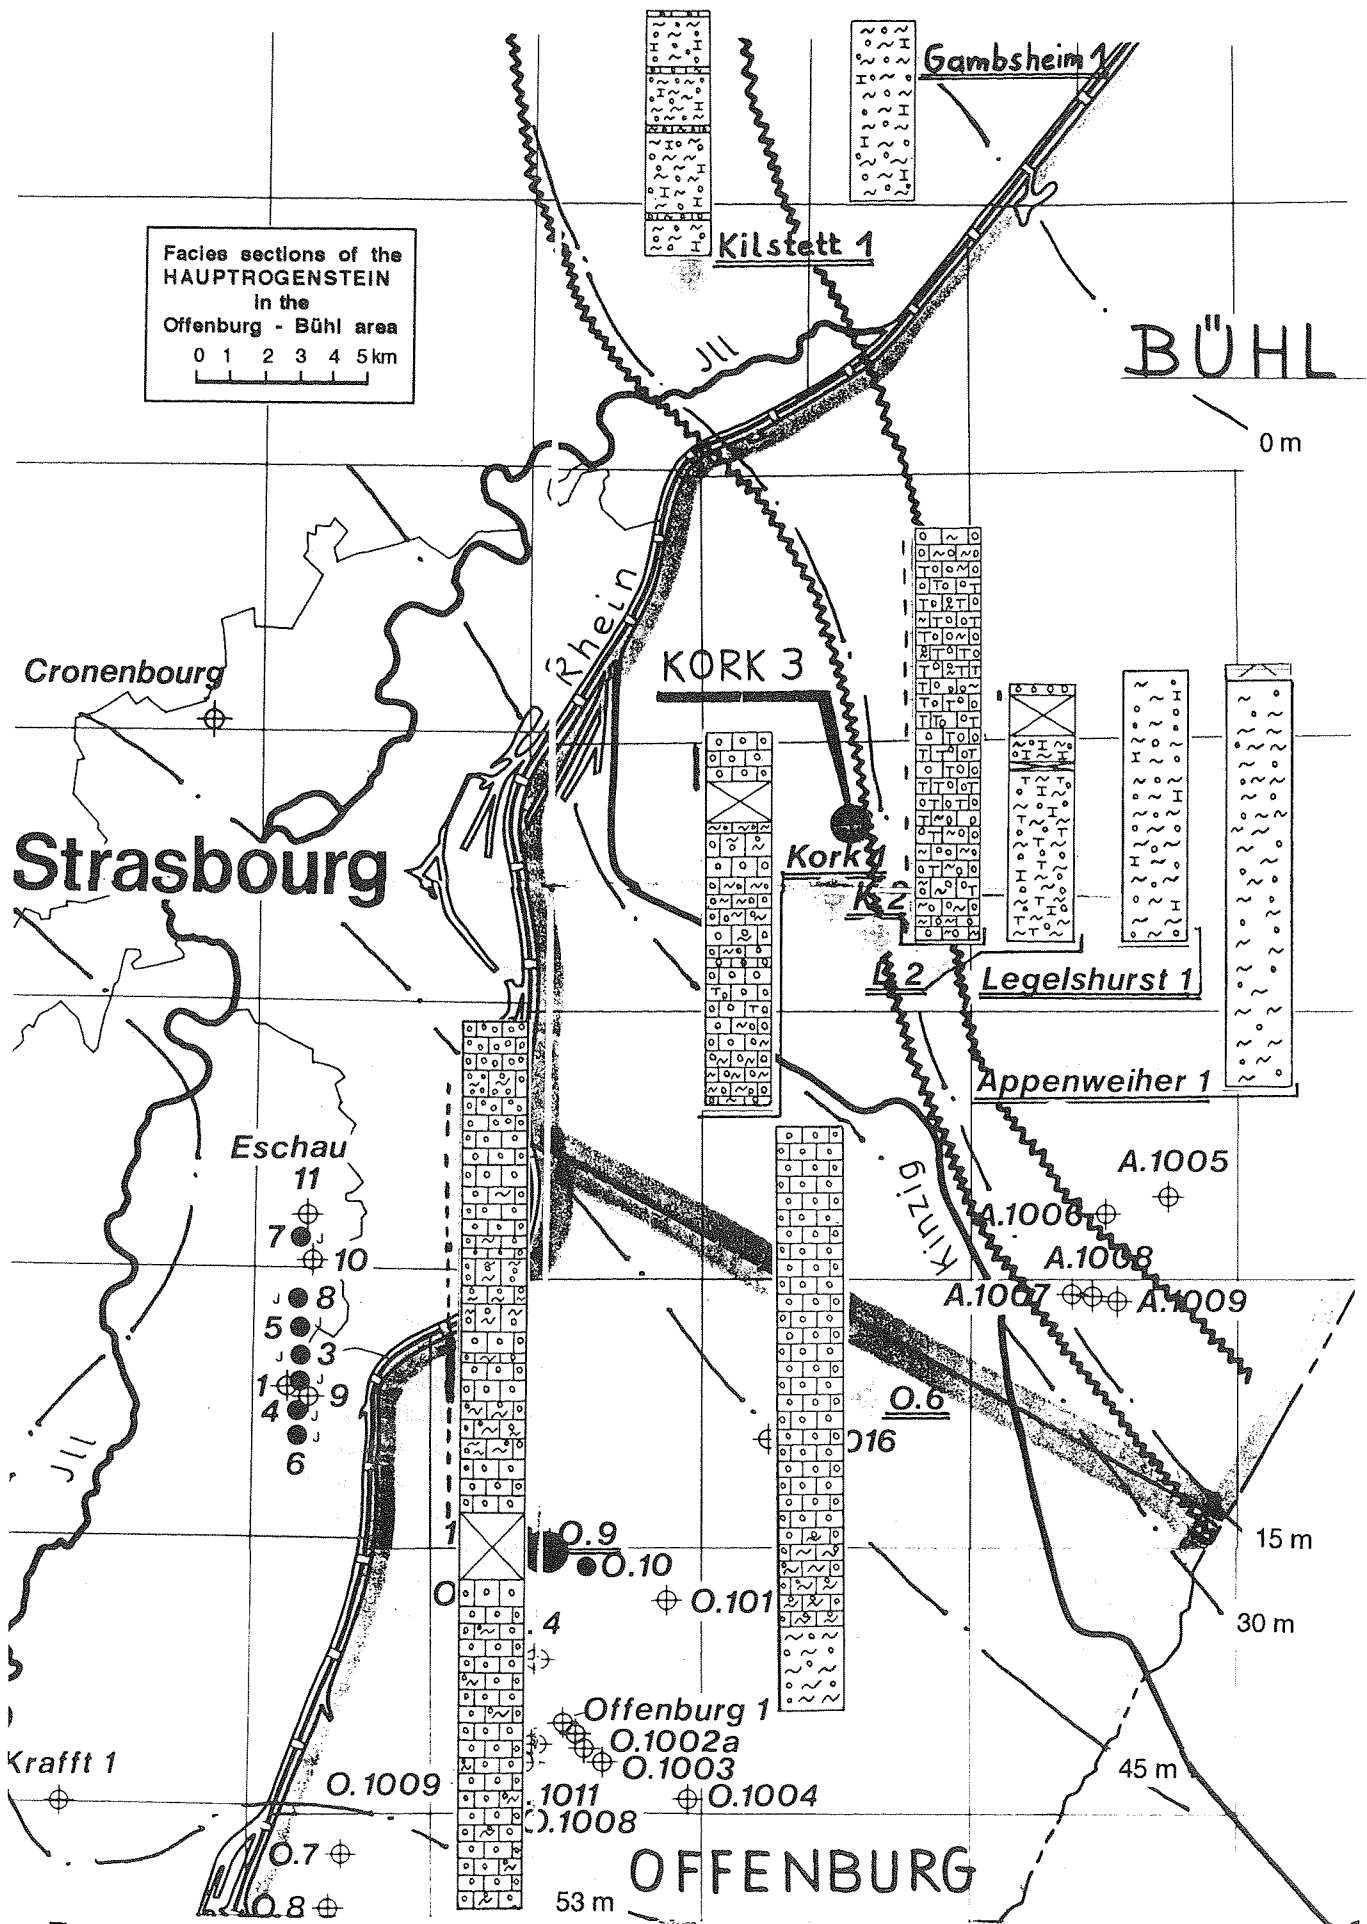 Gambsheim 1
Kilstett 1
Facies sections of the
HAUPTROGENSTEIN
in the
Offenburg - Bühl area
0 1 2 3 4 5 km
Jll
BÜHL
0 m
Rhein
KORK 3
Cronenbourg
Strasbourg
Kork 1
K.2
L.2
Legelshurst 1
Appenweiher 1
Eschau
11
7 J
10
J 8
5 J
J 3
1 J
9
4 J
J
6
Kinzig
A.1005
A.1006
A.1008
A.1007
A.1009
O.6
016
Jll
O.9
O.10
1
15 m
O
O.101
30 m
. 4
Offenburg 1
O.1002a
O.1003
Krafft 1
45 m
O.1009
.1011
O.1004
O.1008
O.7
OFFENBURG
53 m
O.8